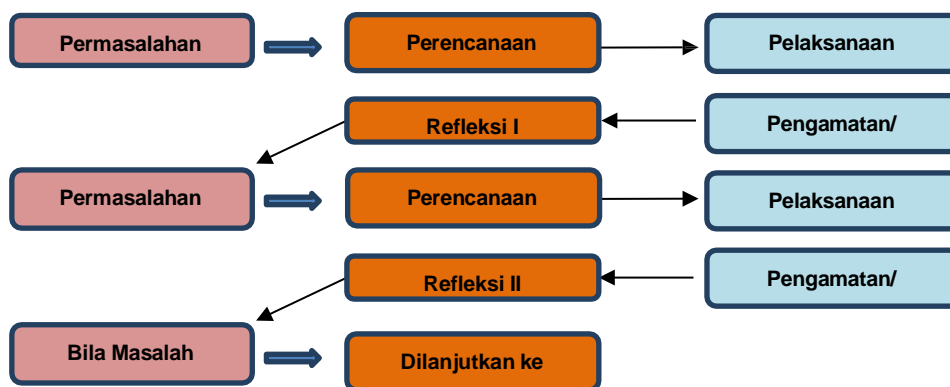 Permasalahan
Perencanaan
Pelaksanaan
Refleksi I
Pengamatan/
Permasalahan
Perencanaan
Pelaksanaan
Refleksi II
Pengamatan/
Bila Masalah
Dilanjutkan ke